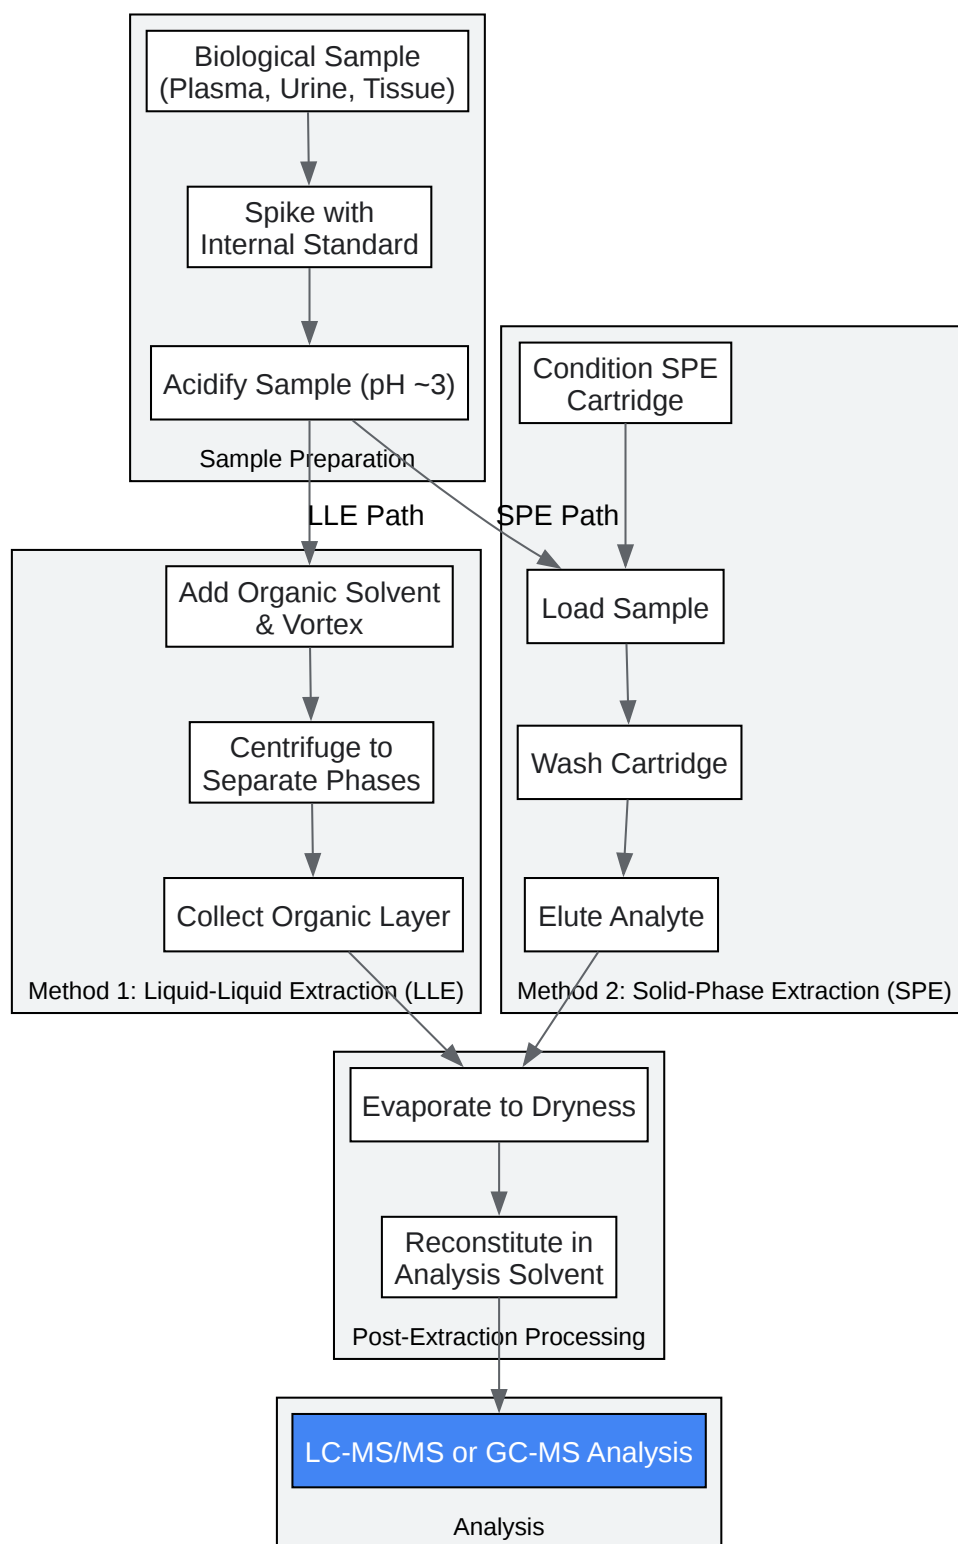 Biological Sample
(Plasma, Urine, Tissue)
Spike with
Internal Standard
Acidify Sample (pH ~3)
Sample Preparation
LLE Path
SPE Path
Condition SPE
Cartridge
Add Organic Solvent
& Vortex
Centrifuge to
Separate Phases
Collect Organic Layer
Method 1: Liquid-Liquid Extraction (LLE)
Load Sample
Wash Cartridge
Elute Analyte
Method 2: Solid-Phase Extraction (SPE)
Evaporate to Dryness
Reconstitute in
Analysis Solvent
Post-Extraction Processing
LC-MS/MS or GC-MS Analysis
Analysis